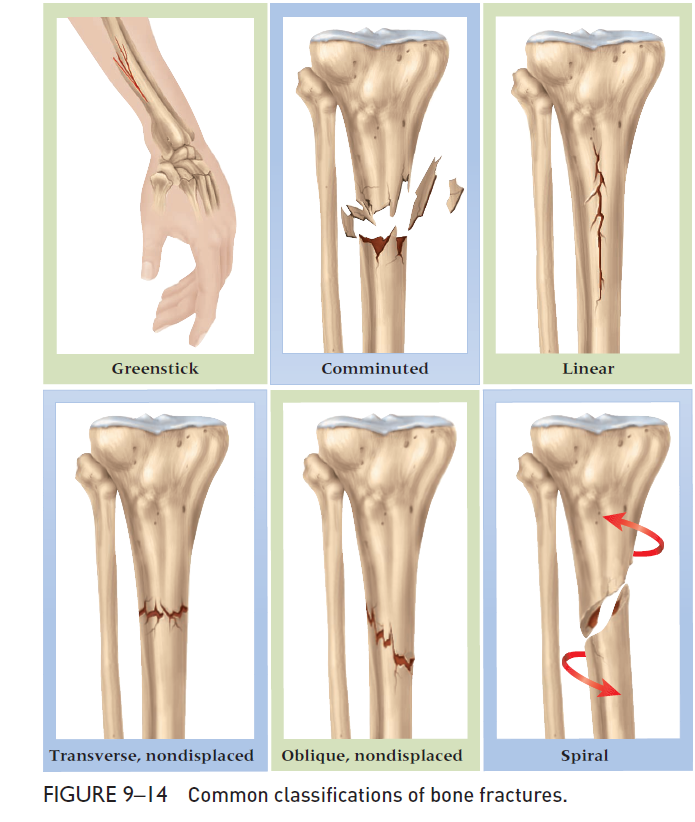 Greenstick
Comminuted
Linear
Transverse, nondisplaced
Oblique, nondisplaced
Spiral
FIGURE 9–14 Common classifications of bone fractures.